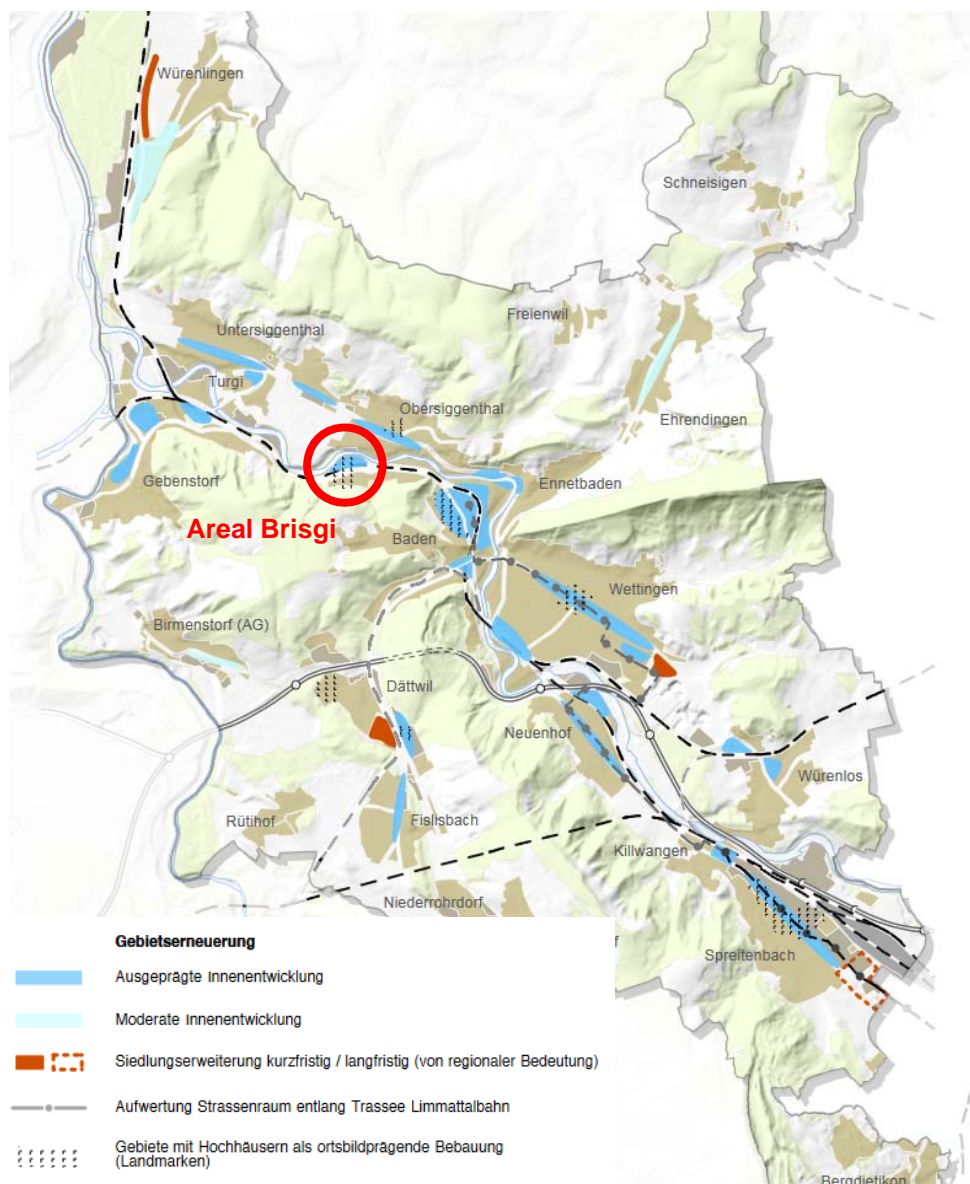 Würenlingen
Schneisigen
Freienwil
Untersiggenthal
Turgi
Obersiggenthal
Ehrendingen
Gebenstorf
Ennetbaden
Areal Brisgi
Baden
Wettingen
Birmenstorf (AG)
Dättwil
Neuenhof
Würenlos
Rütihof
Fislisbach
Killwangen
Niederrohrdorf
Spreitenbach
Gebietserneuerung
Ausgeprägte Innenentwicklung
Moderate Innenentwicklung
Siedlungserweiterung kurzfristig / langfristig (von regionaler Bedeutung)
Aufwertung Strassenraum entlang Trassee Limmattalbahn
Gebiete mit Hochhäusern als ortsbildprägende Bebauung
(Landmarken)
Bergdietikon